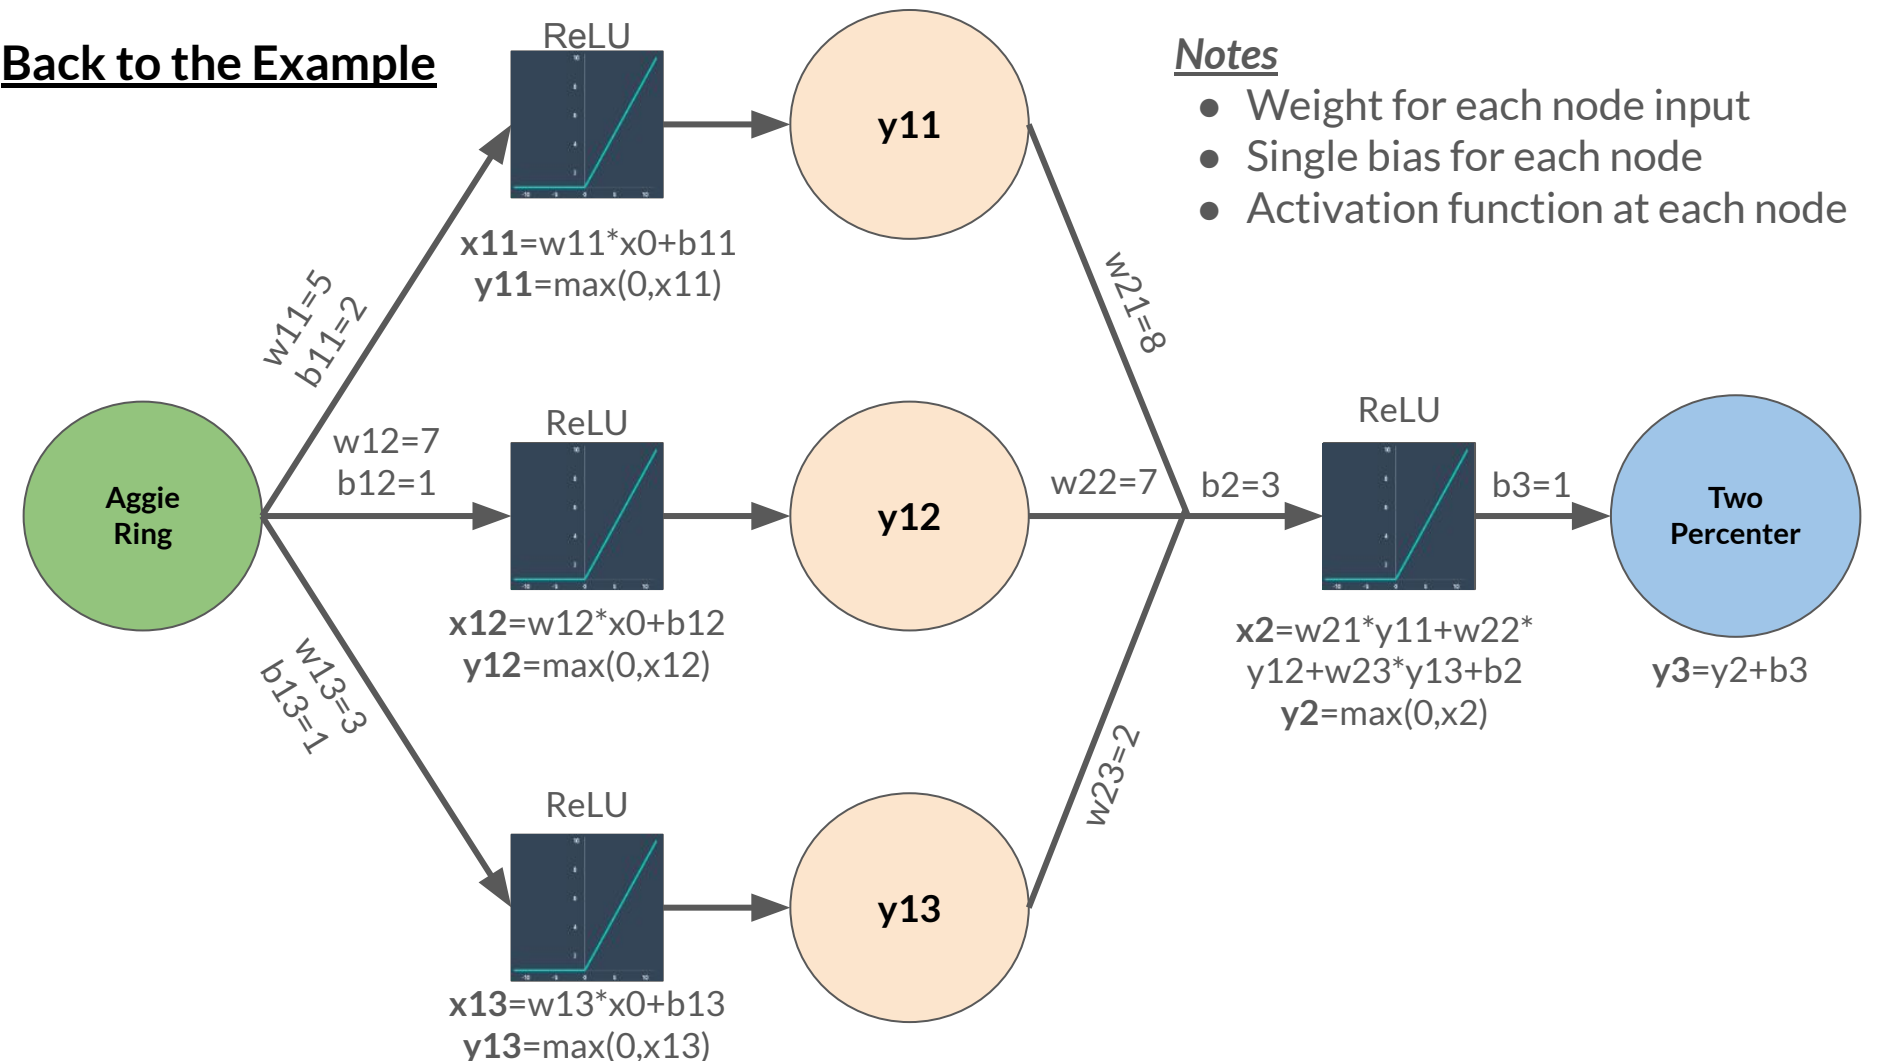 Back to the Example
ReLU
y11
Notes
● Weight for each node input
● Single bias for each node
● Activation function at each node
x11=w11*x0+b11
y11=max(0,x11)
w11=5
b11=2
w21=8
Aggie
Ring
w12=7
b12=1
ReLU
y12
w22=7
b2=3
ReLU
b3=1
Two
Percenter
x12=w12*x0+b12
y12=max(0,x12)
x2=w21*y11+w22*
y12+w23*y13+b2
y2=max(0,x2)
y3=y2+b3
w13=3
b13=1
w23=2
ReLU
y13
x13=w13*x0+b13
y13=max(0,x13)